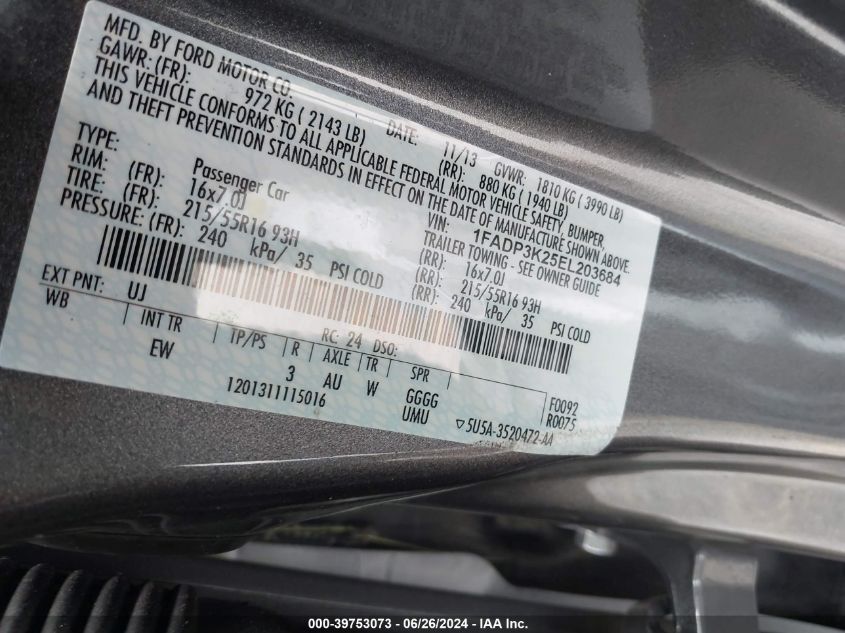 MFD. BY FORD MOTOR CO
DATE: 11/13 GVWR: 1810 KG ( 3990 LB)
GAWR: (FR): 972 KG ( 2143 LB) (RR): 880 KG ( 1940 LB)
THIS VEHICLE CONFORMS TO ALL APPLICABLE FEDERAL MOTOR VEHICLE SAFETY, BUMPER,
AND THEFT PREVENTION STANDARDS IN EFFECT ON THE DATE OF MANUFACTURE SHOWN ABOVE.
VIN: 1FADP3K25EL203684
TYPE: Passenger Car TRAILER TOWING - SEE OWNER GUIDE
RIM: (FR): 16x7.0J (RR): 16x7.0J
TIRE: (FR): 215/55R16 93H (RR): 215/55R16 93H
PRESSURE: (FR): 240 kPa/ 35 PSI COLD (RR): 240 kPa/ 35 PSI COLD
EXT PNT: UJ RC: 24 DSO:
WB INT TR TP/PS R AXLE TR SPR
EW 3 AU W GGGG F0092
1201311115016 UMU R0075
▽5U5A-3520472-AA
000-39753073 - 06/26/2024 - IAA Inc.